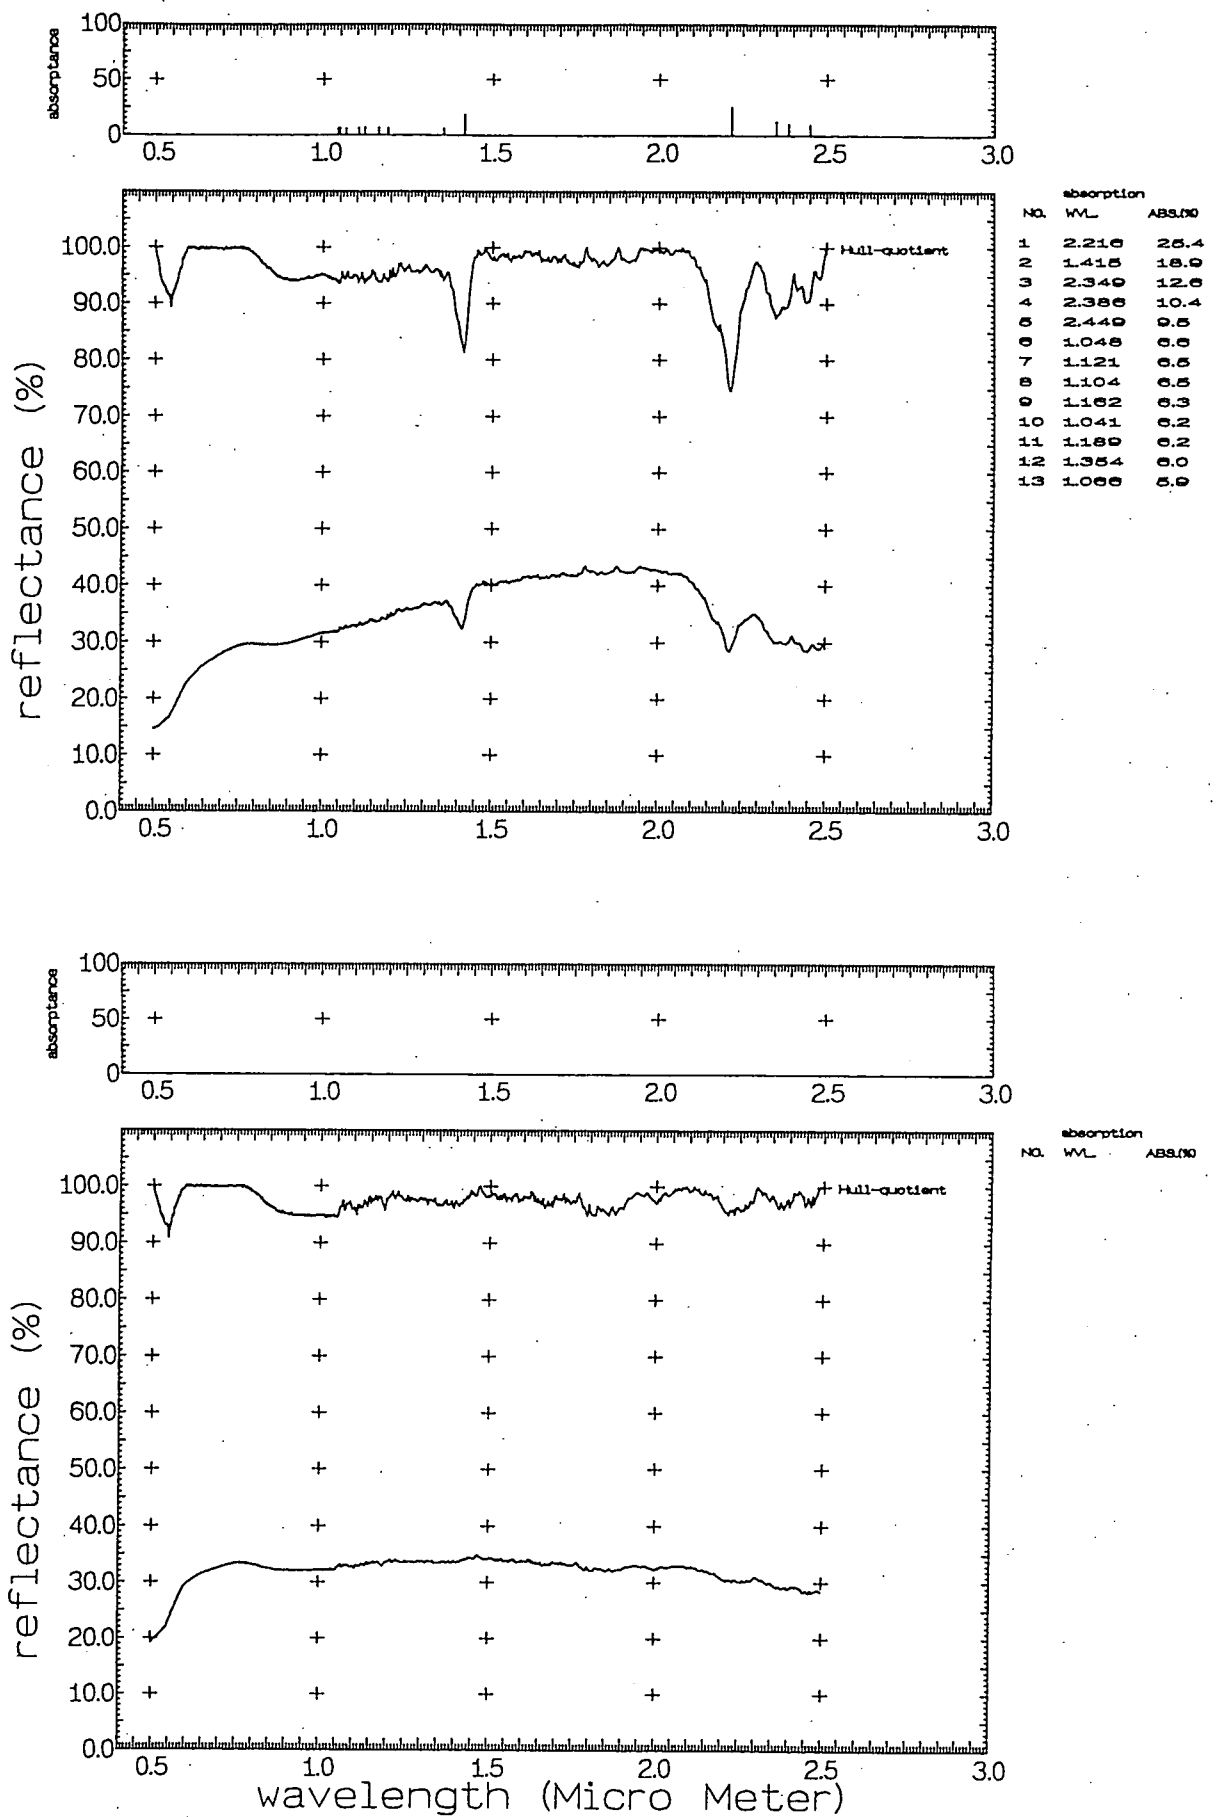 absorptance
100
50
0
0.5 1.0 1.5 2.0 2.5 3.0
reflectance (%)
100.0
90.0
80.0
70.0
60.0
50.0
40.0
30.0
20.0
10.0
0.0
Hull-quotient
0.5 1.0 1.5 2.0 2.5 3.0
absorption
NO. WVL. ABS.(%)
1 2.216 25.4
2 1.415 18.9
3 2.349 12.6
4 2.386 10.4
5 2.449 9.5
6 1.048 6.6
7 1.121 6.5
8 1.104 6.5
9 1.162 6.3
10 1.041 6.2
11 1.189 6.2
12 1.354 6.0
13 1.066 5.9
absorptance
100
50
0
0.5 1.0 1.5 2.0 2.5 3.0
reflectance (%)
100.0
90.0
80.0
70.0
60.0
50.0
40.0
30.0
20.0
10.0
0.0
Hull-quotient
absorption
NO. WVL. ABS.(%)
0.5 1.0 1.5 2.0 2.5 3.0
wavelength (Micro Meter)